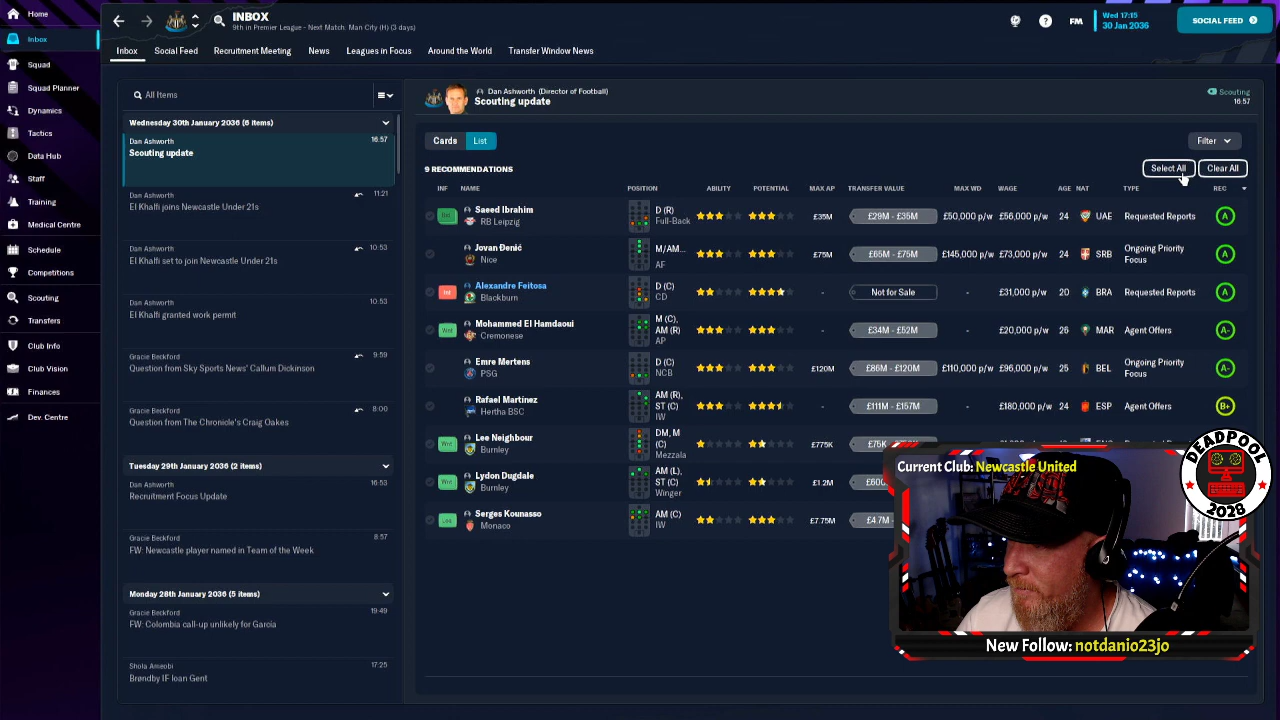 Home
Inbox
Squad
Squad Planner
Dynamics
Tactics
Data Hub
Staff
Training
Medical Centre
Schedule
Competitions
Scouting
Transfers
Club Info
Club Vision
Finances
Dev. Centre
INBOX
9th in Premier League - Next Match, Man City (H) (3 days)
FM
Wed 17:15
30 Jan 2036
SOCIAL FEED
Inbox Social Feed Recruitment Meeting News Leagues in Focus Around the World Transfer Window News
All Items
Wednesday 30th January 2036 (6 items)
Dan Ashworth 16:57
Scouting update
Dan Ashworth 11:21
El Khalfi joins Newcastle Under 21s
Dan Ashworth 10:53
El Khalfi set to join Newcastle Under 21s
Dan Ashworth 10:53
El Khalfi granted work permit
Gracie Beckford 9:59
Question from Sky Sports News' Callum Dickinson
Gracie Beckford 8:00
Question from The Chronicle's Craig Oakes
Tuesday 29th January 2036 (2 items)
Dan Ashworth 16:53
Recruitment Focus Update
Gracie Beckford 8:57
FW: Newcastle player named in Team of the Week
Monday 28th January 2036 (5 items)
Gracie Beckford 19:49
FW: Colombia call-up unlikely for Garcia
Shola Ameobi 17:25
Brøndby IF loan Gent
Dan Ashworth (Director of Football)
Scouting update
Scouting
16:57
Cards List
Filter
9 RECOMMENDATIONS
Select All Clear All
INF NAME POSITION ABILITY POTENTIAL MAX AP TRANSFER VALUE MAX WD WAGE AGE NAT TYPE REC
Saeed Ibrahim
RB Leipzig
D (R)
Full-Back
£35M £29M - £35M £50,000 p/w £56,000 p/w 24 UAE Requested Reports A
Jovan Đenić
Nice
M/AM...
AF
£75M £65M - £75M £145,000 p/w £73,000 p/w 24 SRB Ongoing Priority
Focus
A
Alexandre Feitosa
Blackburn
D (C)
CD
- Not for Sale - £31,000 p/w 20 BRA Requested Reports A
Wnt
Mohammed El Hamdaoui
Cremonese
M (C),
AM (R)
AP
- £34M - £52M - £20,000 p/w 26 MAR Agent Offers A-
Emre Mertens
PSG
D (C)
NCB
£120M £86M - £120M £110,000 p/w £96,000 p/w 25 BEL Ongoing Priority
Focus
A-
Rafael Martínez
Hertha BSC
AM (R),
ST (C)
IW
- £111M - £157M - £180,000 p/w 24 ESP Agent Offers B+
Wnt
Lee Neighbour
Burnley
DM, M
(C)
Mezzala
£775K £75K
Wnt
Lydon Dugdale
Burnley
AM (L),
ST (C)
Winger
£1.2M
Loa
Serges Kounasso
Monaco
AM (C)
IW
£7.75M £4.7M -
Current Club: Newcastle United
DEADPOOL
2028
New Follow: notdanio23jo